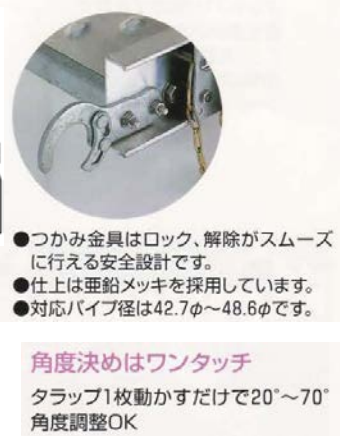 ●つかみ金具はロック、解除がスムーズ
に行える安全設計です。
●仕上は亜鉛メッキを採用しています。
●対応パイプ径は42.7φ〜48.6φです。
角度決めはワンタッチ
タラップ1枚動かすだけで20°〜70°
角度調整OK